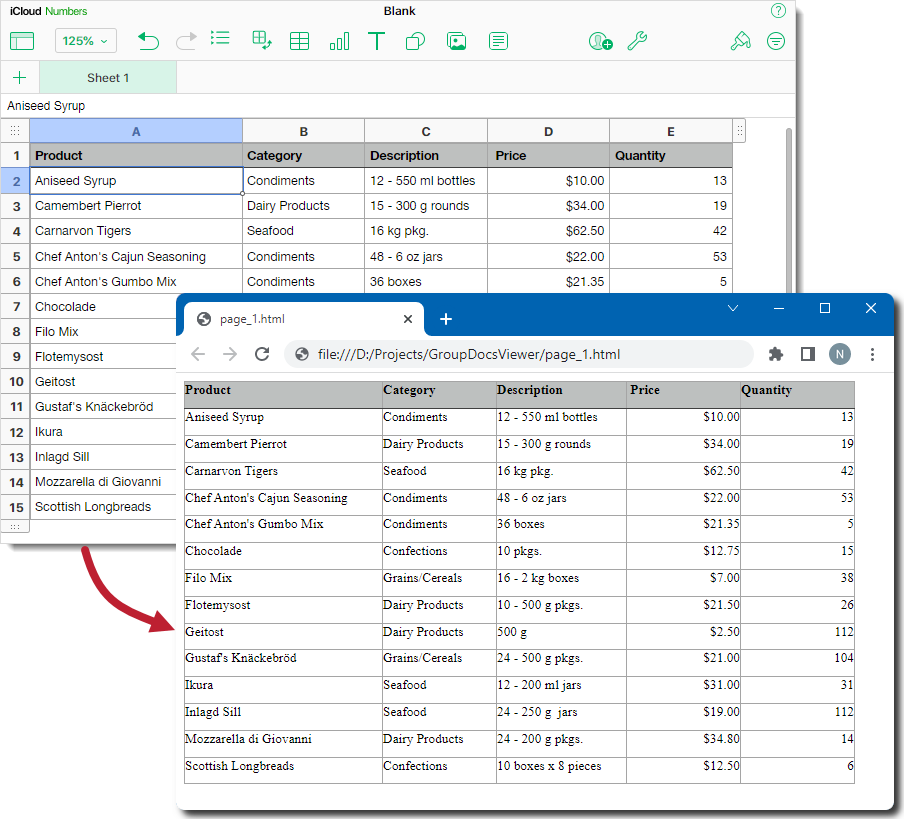 iCloud Numbers
Blank
?
125%
Sheet 1
Aniseed Syrup
A B C D E
1 Product Category Description Price Quantity
2 Aniseed Syrup Condiments 12 - 550 ml bottles $10.00 13
3 Camembert Pierrot Dairy Products 15 - 300 g rounds $34.00 19
4 Carnarvon Tigers Seafood 16 kg pkg. $62.50 42
5 Chef Anton's Cajun Seasoning Condiments 48 - 6 oz jars $22.00 53
6 Chef Anton's Gumbo Mix Condiments 36 boxes $21.35 5
7 Chocolade
8 Filo Mix
9 Flotemysost
10 Geitost
11 Gustaf's Knäckebröd
12 Ikura
13 Inlagd Sill
14 Mozzarella di Giovanni
15 Scottish Longbreads
page_1.html
file:///D:/Projects/GroupDocsViewer/page_1.html
N
Product Category Description Price Quantity
Aniseed Syrup Condiments 12 - 550 ml bottles $10.00 13
Camembert Pierrot Dairy Products 15 - 300 g rounds $34.00 19
Carnarvon Tigers Seafood 16 kg pkg. $62.50 42
Chef Anton's Cajun Seasoning Condiments 48 - 6 oz jars $22.00 53
Chef Anton's Gumbo Mix Condiments 36 boxes $21.35 5
Chocolade Confections 10 pkgs. $12.75 15
Filo Mix Grains/Cereals 16 - 2 kg boxes $7.00 38
Flotemysost Dairy Products 10 - 500 g pkgs. $21.50 26
Geitost Dairy Products 500 g $2.50 112
Gustaf's Knäckebröd Grains/Cereals 24 - 500 g pkgs. $21.00 104
Ikura Seafood 12 - 200 ml jars $31.00 31
Inlagd Sill Seafood 24 - 250 g  jars $19.00 112
Mozzarella di Giovanni Dairy Products 24 - 200 g pkgs. $34.80 14
Scottish Longbreads Confections 10 boxes x 8 pieces $12.50 6